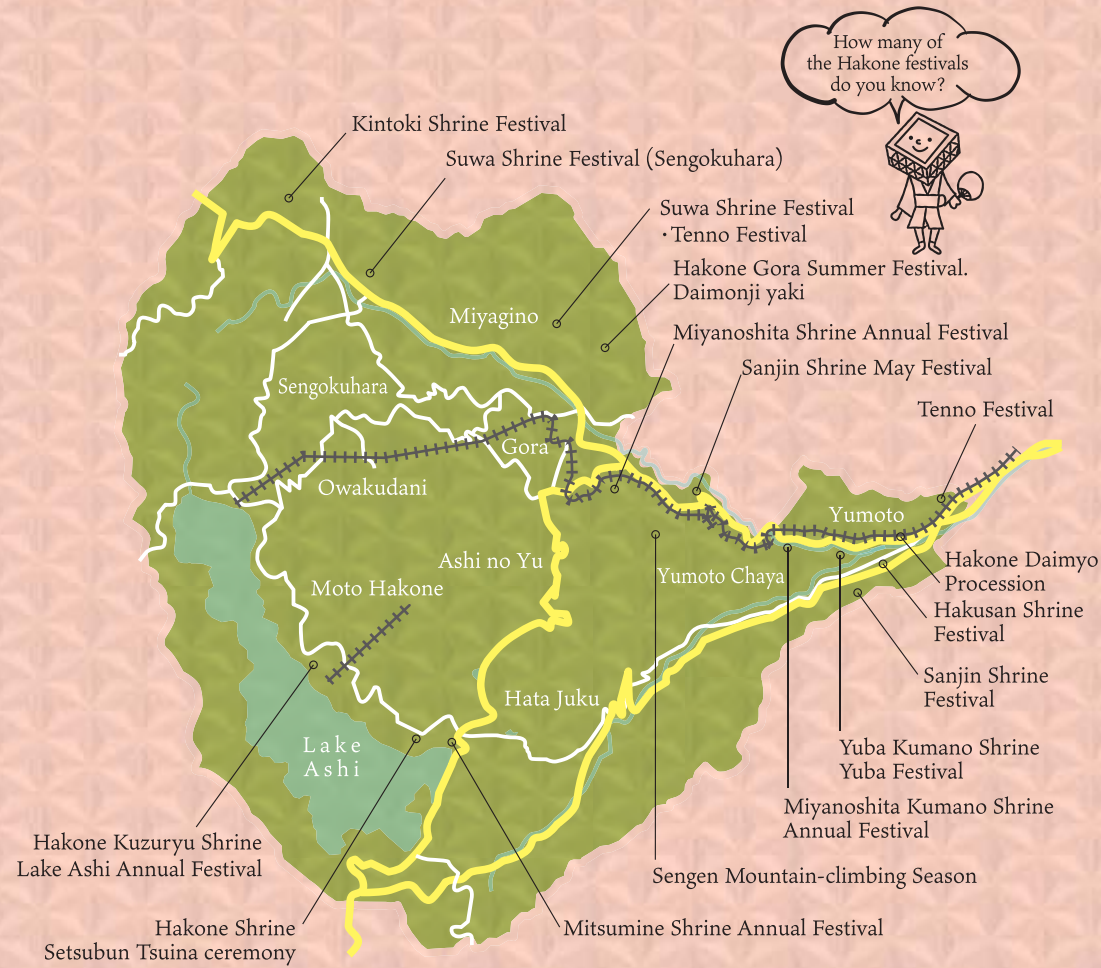 How many of
the Hakone festivals
do you know?
Kintoki Shrine Festival
Suwa Shrine Festival (Sengokuhara)
Suwa Shrine Festival
・Tenno Festival
Hakone Gora Summer Festival.
Daimonji yaki
Miyagino
Miyanoshita Shrine Annual Festival
Sanjin Shrine May Festival
Sengokuhara
Tenno Festival
Gora
Owakudani
Yumoto
Ashi no Yu
Yumoto Chaya
Hakone Daimyo
Procession
Moto Hakone
Hakusan Shrine
Festival
Sanjin Shrine
Festival
Hata Juku
Lake
Ashi
Yuba Kumano Shrine
Yuba Festival
Miyanoshita Kumano Shrine
Annual Festival
Hakone Kuzuryu Shrine
Lake Ashi Annual Festival
Sengen Mountain-climbing Season
Hakone Shrine
Setsubun Tsuina ceremony
Mitsumine Shrine Annual Festival